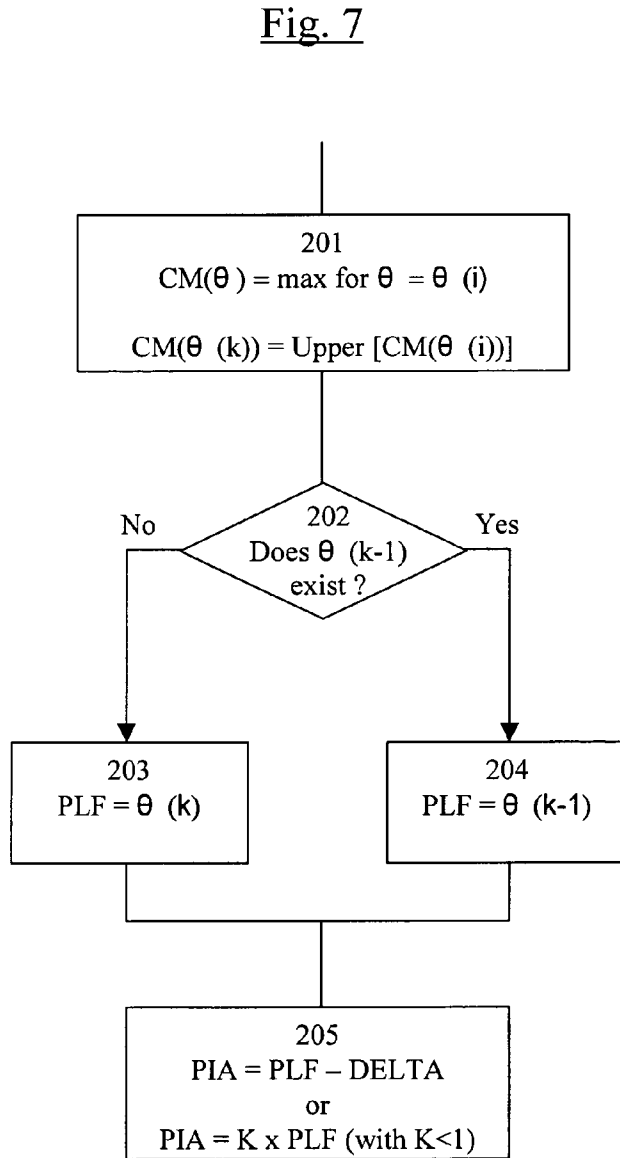 Fig. 7
201
CM(θ ) = max for θ = θ (i)
CM(θ (k)) = Upper [CM(θ (i))]
No
Yes
202
Does θ (k-1)
exist ?
203
PLF = θ (k)
204
PLF = θ (k-1)
205
PIA = PLF – DELTA
or
PIA = K x PLF (with K<1)